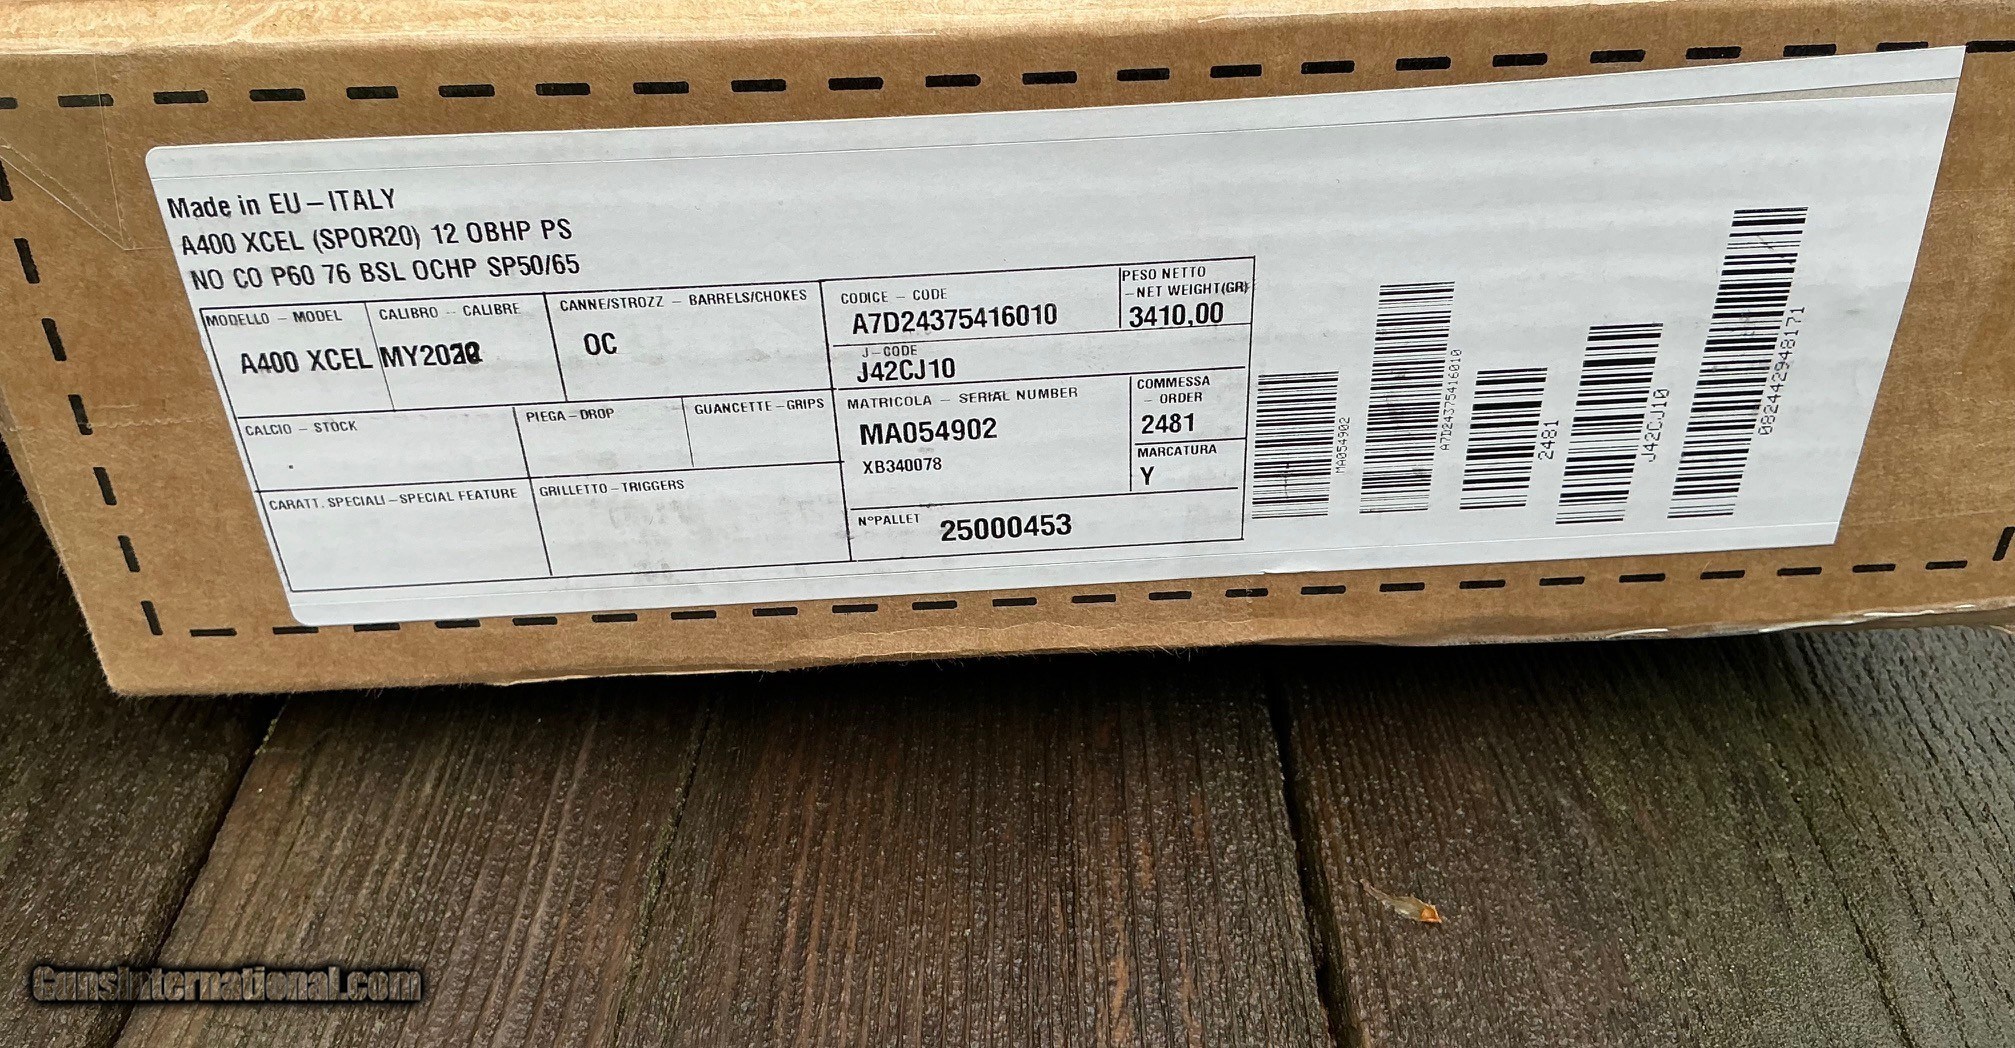 Made in EU – ITALY
A400 XCEL (SPOR20) 12 OBHP PS
NO CO P60 76 BSL OCHP SP50/65
MODELLO – MODEL
A400 XCEL
CALIBRO – CALIBRE
CANNE/STROZZ – BARRELS/CHOKES
OC
CODICE – CODE
A7D24375416010
PESO NETTO
–NET WEIGHT(GR)
3410,00
J–CODE
J42CJ10
CALCIO – STOCK
PIEGA–DROP
GUANCETTE–GRIPS
MATRICOLA – SERIAL NUMBER
MA054902
XB340078
COMMESSA
– ORDER
2481
MARCATURA
Y
CARATT. SPECIALI–SPECIAL FEATURE
GRILLETTO–TRIGGERS
N°PALLET 25000453
MA054902
A7D24375416010
2481
J42CJ10
082442948171
GunsInternational.com